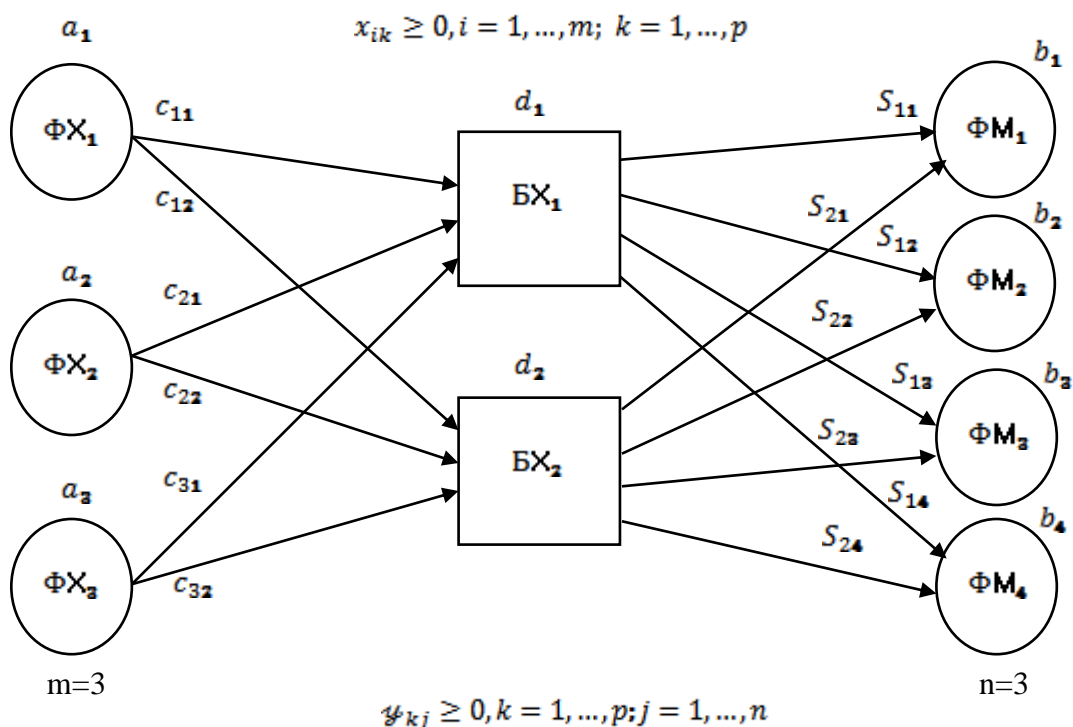 a₁
x_{ik} ≥ 0, i = 1, …, m; k = 1, …, p
b₁
c₁₁
d₁
S₁₁
ФХ₁
ФМ₁
c₁₂
БХ₁
S₂₁
b₂
S₁₂
a₂
c₂₁
ФМ₂
S₂₂
ФХ₂
d₂
c₂₂
S₁₃
b₃
ФМ₃
S₂₃
БХ₂
c₃₁
a₃
S₁₄
b₄
S₂₄
ФХ₃
c₃₂
ФМ₄
m=3
n=3
𝓎_{kj} ≥ 0, k = 1, …, p; j = 1, …, n